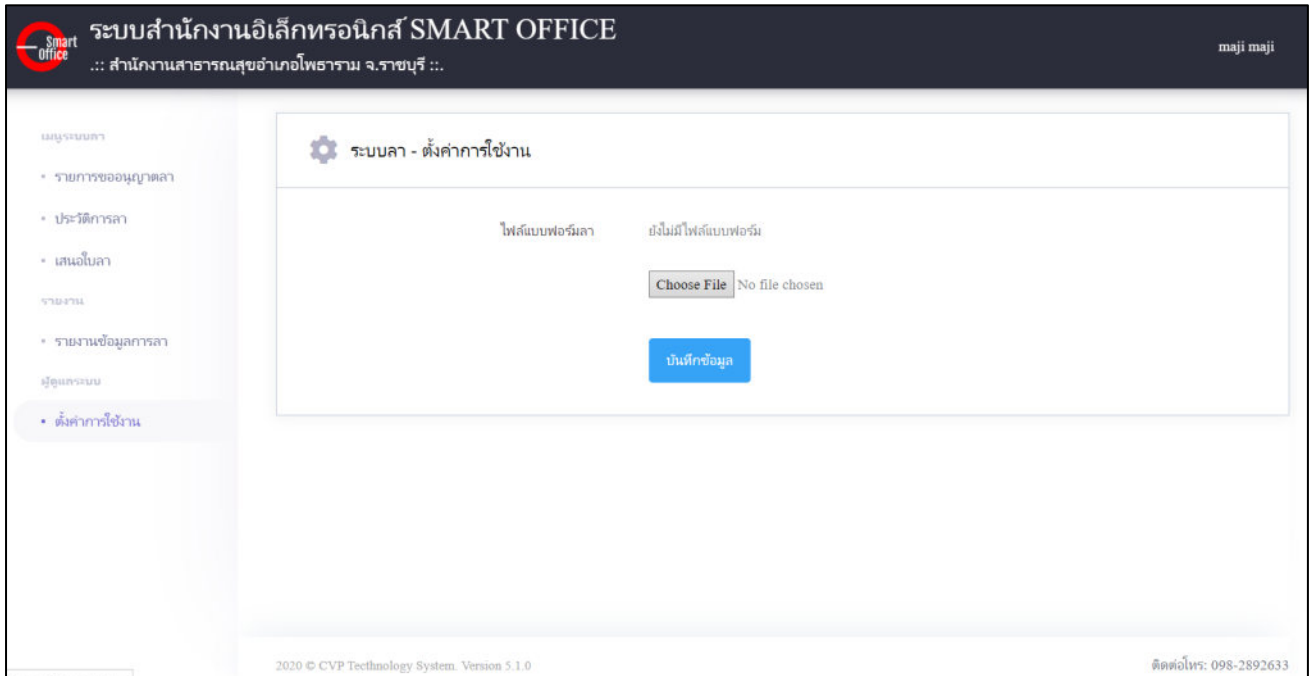 Smart
Office
ระบบสำนักงานอิเล็กทรอนิกส์ SMART OFFICE
.:: สำนักงานสาธารณสุขอำเภอโพธาราม จ.ราชบุรี ::.
maji maji
เมนูระบบลา
รายการขออนุญาตลา
ประวัติการลา
เสนอใบลา
รายงาน
รายงานข้อมูลการลา
ผู้ดูแลระบบ
ตั้งค่าการใช้งาน
ระบบลา - ตั้งค่าการใช้งาน
ไฟล์แบบฟอร์มลา
ยังไม่มีไฟล์แบบฟอร์ม
Choose File No file chosen
บันทึกข้อมูล
2020 © CVP Tecthnology System. Version 5.1.0
ติดต่อโทร: 098-2892633